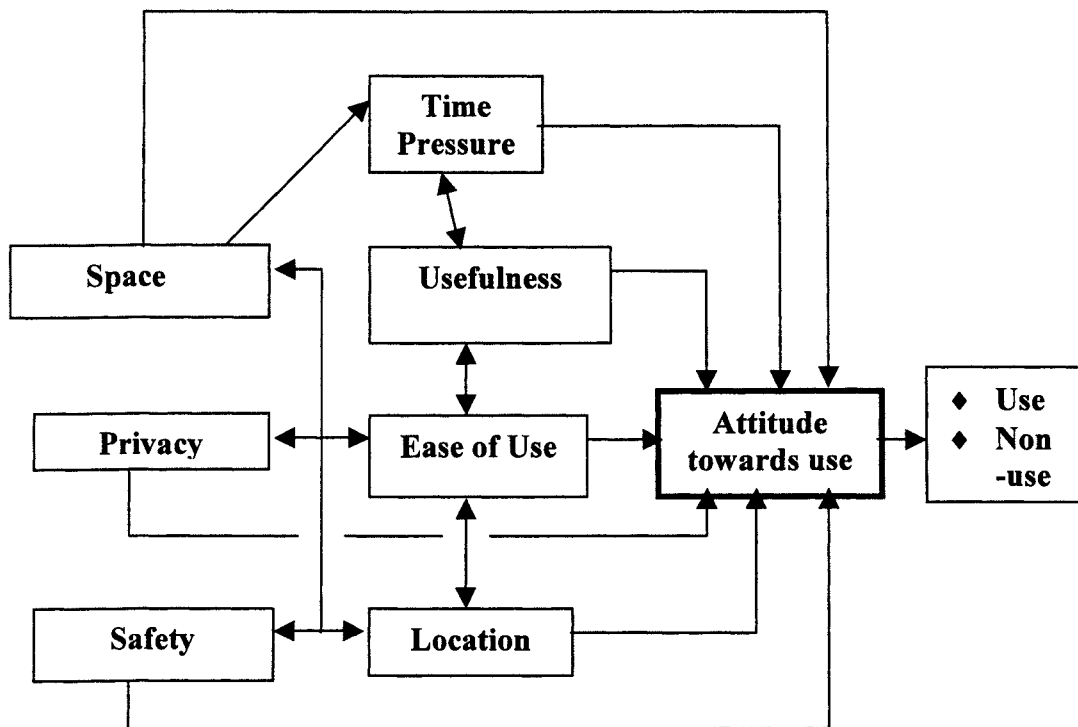 Time
Pressure
Space
Usefulness
Privacy
Ease of Use
Attitude
towards use
♦ Use
♦ Non
-use
Safety
Location